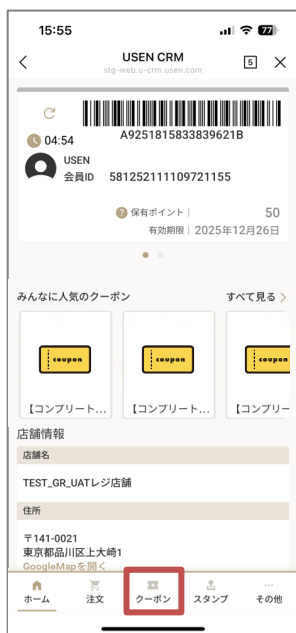 15:55
77
USEN CRM
stg-web.u-crm.usen.com
5
04:54
A9251815833839621B
USEN
会員ID 581252111109721155
? 保有ポイント | 50
有効期限 | 2025年12月26日
みんなに人気のクーポン すべて見る >
coupon coupon coupon
【コンプリート... 【コンプリート... 【コンプリー
店舗情報
店舗名
TEST_GR_UATレジ店舗
住所
〒141-0021
東京都品川区上大崎1
GoogleMapを開く
ホーム 注文 クーポン スタンプ その他